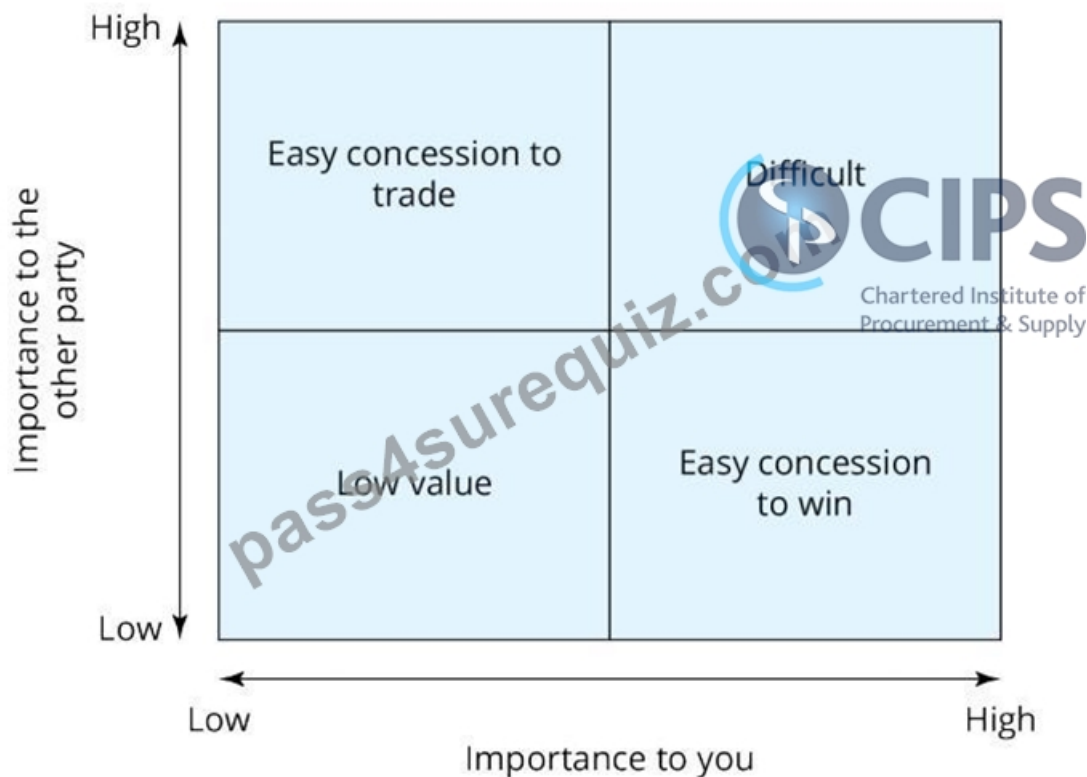 High
Easy concession to
trade
Difficult
CIPS
Chartered Institute of
Procurement & Supply
Importance to the
other party
pass4surequiz.com
Low value
Easy concession
to win
Low
Low
High
Importance to you